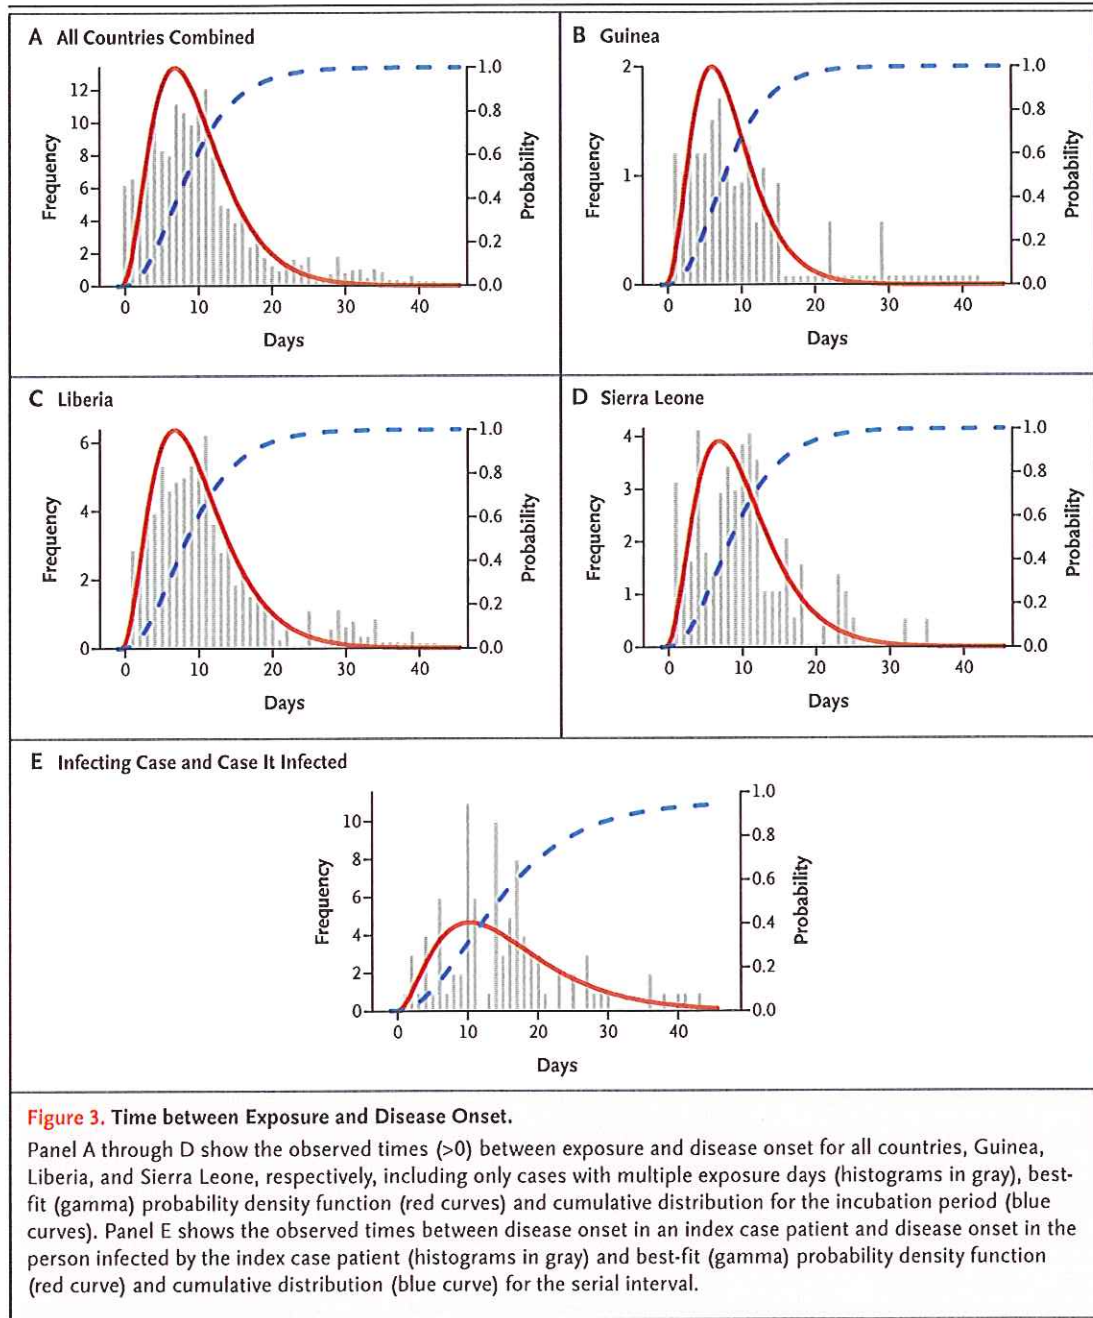 A All Countries Combined
12
10
8
6
4
2
0
Frequency
1.0
0.8
0.6
0.4
0.2
0.0
Probability
0 10 20 30 40
Days
B Guinea
2
1
0
Frequency
1.0
0.8
0.6
0.4
0.2
0.0
Probability
0 10 20 30 40
Days
C Liberia
6
4
2
0
Frequency
1.0
0.8
0.6
0.4
0.2
0.0
Probability
0 10 20 30 40
Days
D Sierra Leone
4
3
2
1
0
Frequency
1.0
0.8
0.6
0.4
0.2
0.0
Probability
0 10 20 30 40
Days
E Infecting Case and Case It Infected
10
8
6
4
2
0
Frequency
1.0
0.8
0.6
0.4
0.2
0.0
Probability
0 10 20 30 40
Days
Figure 3. Time between Exposure and Disease Onset.
Panel A through D show the observed times (>0) between exposure and disease onset for all countries, Guinea,
Liberia, and Sierra Leone, respectively, including only cases with multiple exposure days (histograms in gray), best-
fit (gamma) probability density function (red curves) and cumulative distribution for the incubation period (blue
curves). Panel E shows the observed times between disease onset in an index case patient and disease onset in the
person infected by the index case patient (histograms in gray) and best-fit (gamma) probability density function
(red curve) and cumulative distribution (blue curve) for the serial interval.